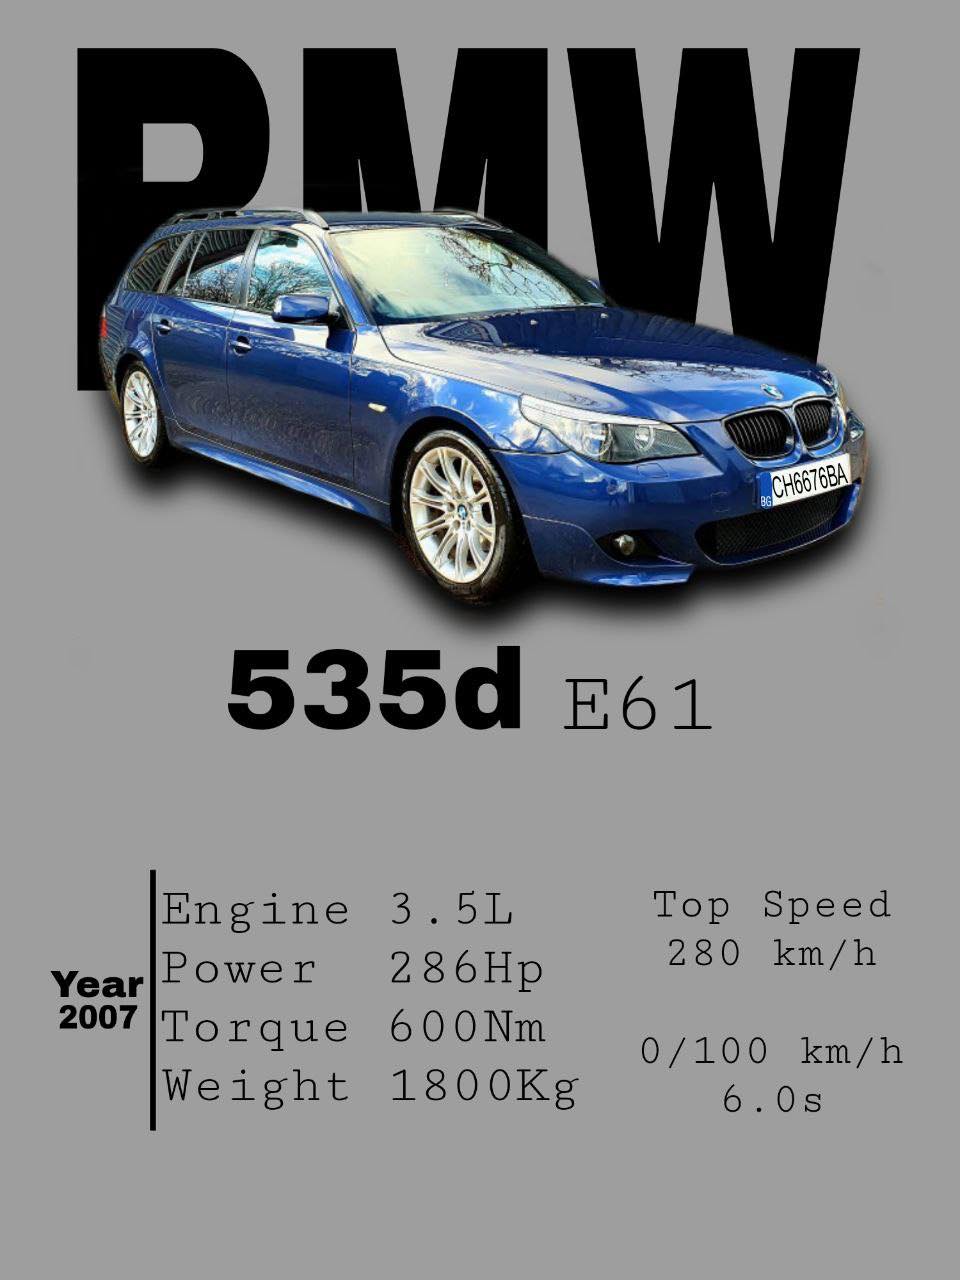 BMW
BG CH6676BA
535d E61
Year
2007
Engine 3.5L
Power 286Hp
Torque 600Nm
Weight 1800Kg
Top Speed
280 km/h
0/100 km/h
6.0s